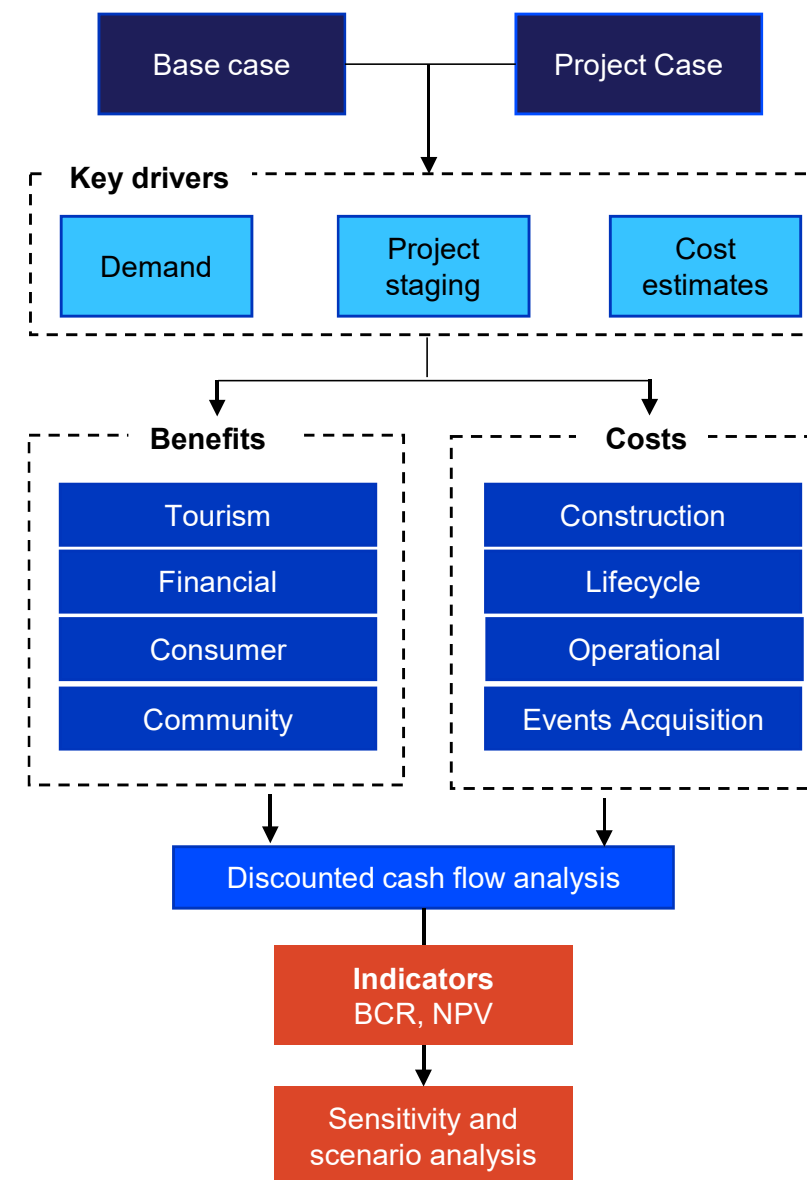 Base case
Project Case
Key drivers
Demand
Project
staging
Cost
estimates
Benefits
Tourism
Financial
Consumer
Community
Costs
Construction
Lifecycle
Operational
Events Acquisition
Discounted cash flow analysis
Indicators
BCR, NPV
Sensitivity and
scenario analysis